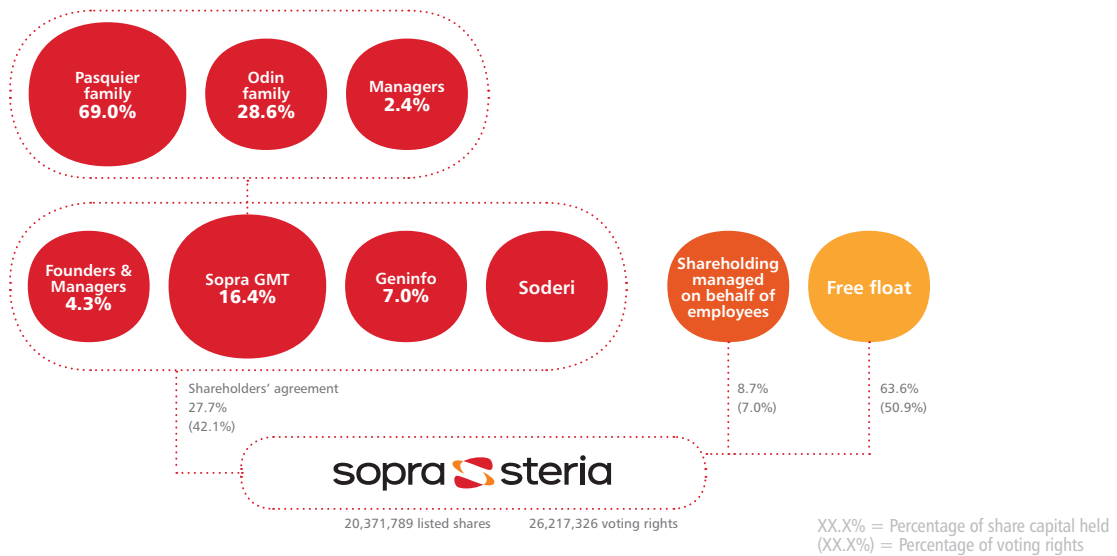 Pasquier
family
69.0%
Odin
family
28.6%
Managers
2.4%
Founders &
Managers
4.3%
Sopra GMT
16.4%
Geninfo
7.0%
Soderi
Shareholding
managed
on behalf of
employees
Free float
Shareholders’ agreement
27.7%
(42.1%)
8.7%
(7.0%)
63.6%
(50.9%)
sopra steria
20,371,789 listed shares 26,217,326 voting rights
XX.X% = Percentage of share capital held
(XX.X%) = Percentage of voting rights